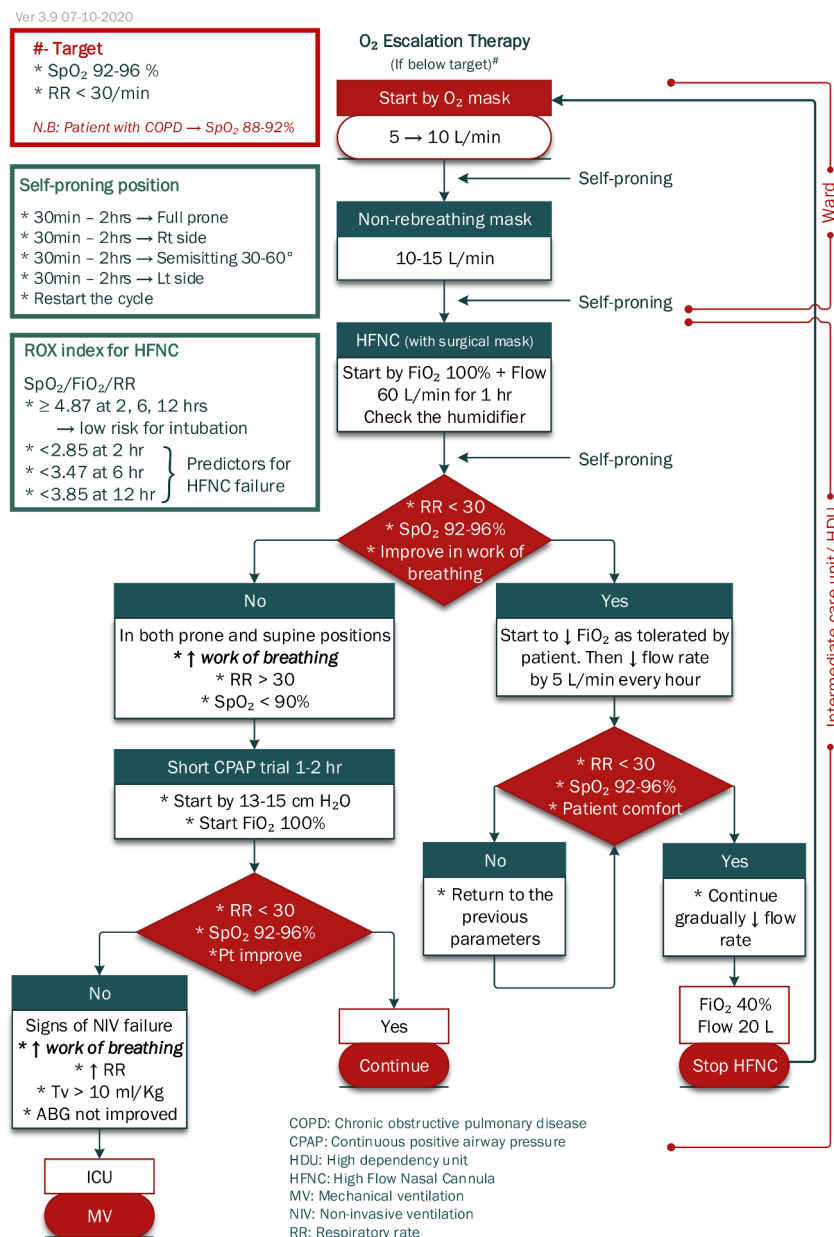 Ver 3.9 07-10-2020
#- Target
* SpO₂ 92-96 %
* RR < 30/min
N.B: Patient with COPD → SpO₂ 88-92%
Self-proning position
* 30min – 2hrs → Full prone
* 30min – 2hrs → Rt side
* 30min – 2hrs → Semisitting 30-60°
* 30min – 2hrs → Lt side
* Restart the cycle
ROX index for HFNC
SpO₂/FiO₂/RR
* ≥ 4.87 at 2, 6, 12 hrs
→ low risk for intubation
* <2.85 at 2 hr
* <3.47 at 6 hr
* <3.85 at 12 hr
Predictors for
HFNC failure
O₂ Escalation Therapy
(If below target)#
Start by O₂ mask
5 → 10 L/min
Self-proning
Non-rebreathing mask
10-15 L/min
Self-proning
HFNC (with surgical mask)
Start by FiO₂ 100% + Flow
60 L/min for 1 hr
Check the humidifier
Self-proning
* RR < 30
* SpO₂ 92-96%
* Improve in work of
breathing
No
In both prone and supine positions
* ↑ work of breathing
* RR > 30
* SpO₂ < 90%
Short CPAP trial 1-2 hr
* Start by 13-15 cm H₂O
* Start FiO₂ 100%
* RR < 30
* SpO₂ 92-96%
*Pt improve
No
Signs of NIV failure
* ↑ work of breathing
* ↑ RR
* Tv > 10 ml/Kg
* ABG not improved
ICU
MV
Yes
Continue
Yes
Start to ↓ FiO₂ as tolerated by
patient. Then ↓ flow rate
by 5 L/min every hour
* RR < 30
* SpO₂ 92-96%
* Patient comfort
No
* Return to the
previous
parameters
Yes
* Continue
gradually ↓ flow
rate
FiO₂ 40%
Flow 20 L
Stop HFNC
Ward
Intermediate care unit/ HDU
COPD: Chronic obstructive pulmonary disease
CPAP: Continuous positive airway pressure
HDU: High dependency unit
HFNC: High Flow Nasal Cannula
MV: Mechanical ventilation
NIV: Non-invasive ventilation
RR: Respiratory rate